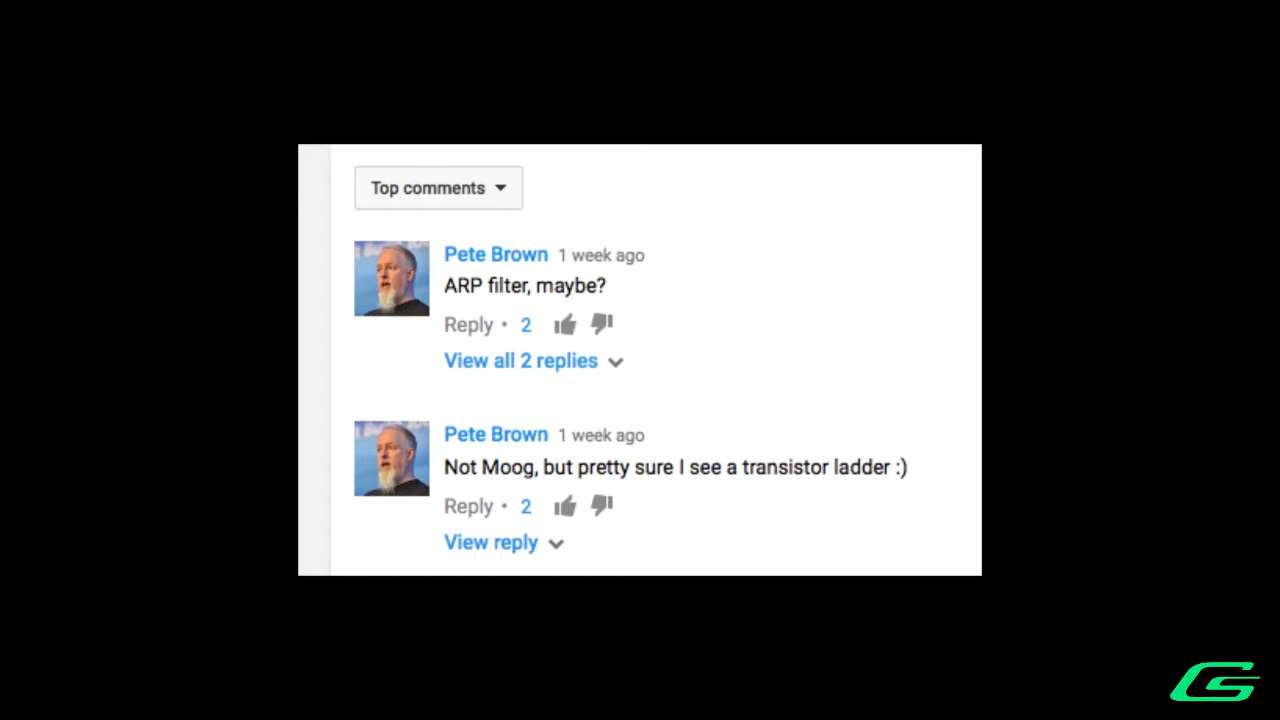 Top comments
Pete Brown 1 week ago
ARP filter, maybe?
Reply • 2
View all 2 replies
Pete Brown 1 week ago
Not Moog, but pretty sure I see a transistor ladder :)
Reply • 2
View reply